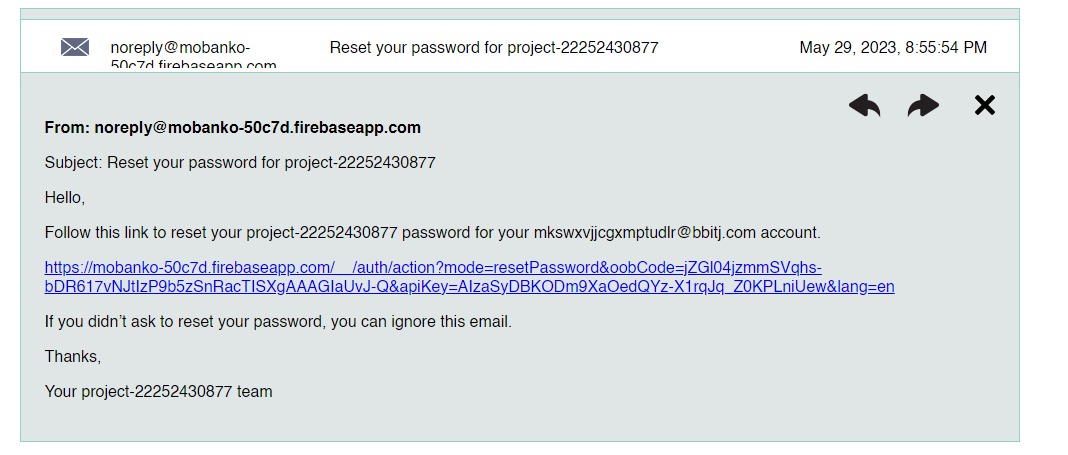 noreply@mobanko-
50c7d.firebaseapp.com
Reset your password for project-22252430877
May 29, 2023, 8:55:54 PM
From: noreply@mobanko-50c7d.firebaseapp.com
Subject: Reset your password for project-22252430877
Hello,
Follow this link to reset your project-22252430877 password for your mkswxvjjcgxmptudlr@bbitj.com account.
https://mobanko-50c7d.firebaseapp.com/__/auth/action?mode=resetPassword&oobCode=jZGl04jzmmSVqhs-
bDR617vNJtIzP9b5zSnRacTISXgAAAGIaUvJ-Q&apiKey=AIzaSyDBKODm9XaOedQYz-X1rqJq_Z0KPLniUew&lang=en
If you didn’t ask to reset your password, you can ignore this email.
Thanks,
Your project-22252430877 team